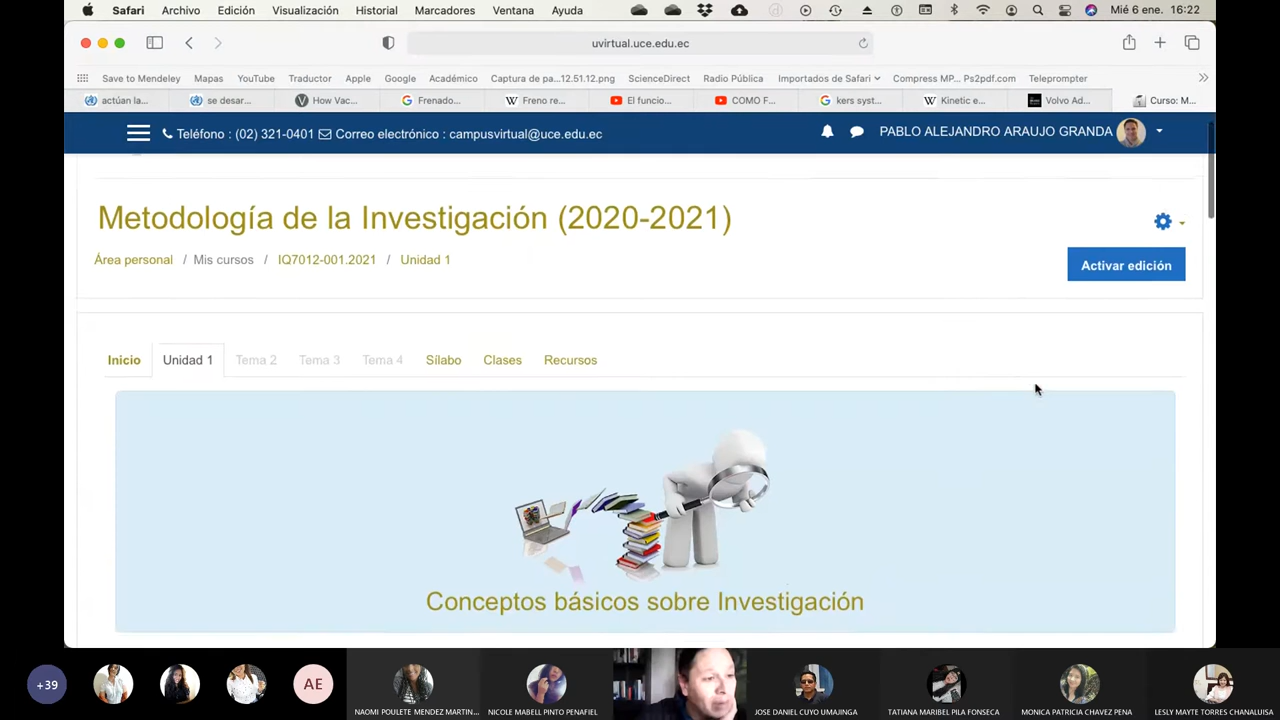 Safari Archivo Edición Visualización Historial Marcadores Ventana Ayuda Mié 6 ene. 16:22
uvirtual.uce.edu.ec
Save to Mendeley Mapas YouTube Traductor Apple Google Académico Captura de pa...12.51.12.png ScienceDirect Radio Pública Importados de Safari Compress MP... Ps2pdf.com Teleprompter
actúan la... se desar... How Vac... Frenado... Freno re... El funcio... COMO F... kers syst... Kinetic e... Volvo Ad... Curso: M...
Teléfono : (02) 321-0401 Correo electrónico : campusvirtual@uce.edu.ec PABLO ALEJANDRO ARAUJO GRANDA
Metodología de la Investigación (2020-2021)
Área personal / Mis cursos / IQ7012-001.2021 / Unidad 1
Activar edición
Inicio Unidad 1 Tema 2 Tema 3 Tema 4 Sílabo Clases Recursos
Conceptos básicos sobre Investigación
+39 AE
NAOMI POULETE MENDEZ MARTIN... NICOLE MABELL PINTO PENAFIEL JOSE DANIEL CUYO UMAJINGA TATIANA MARIBEL PILA FONSECA MONICA PATRICIA CHAVEZ PENA LESLY MAYTE TORRES CHANALUISA